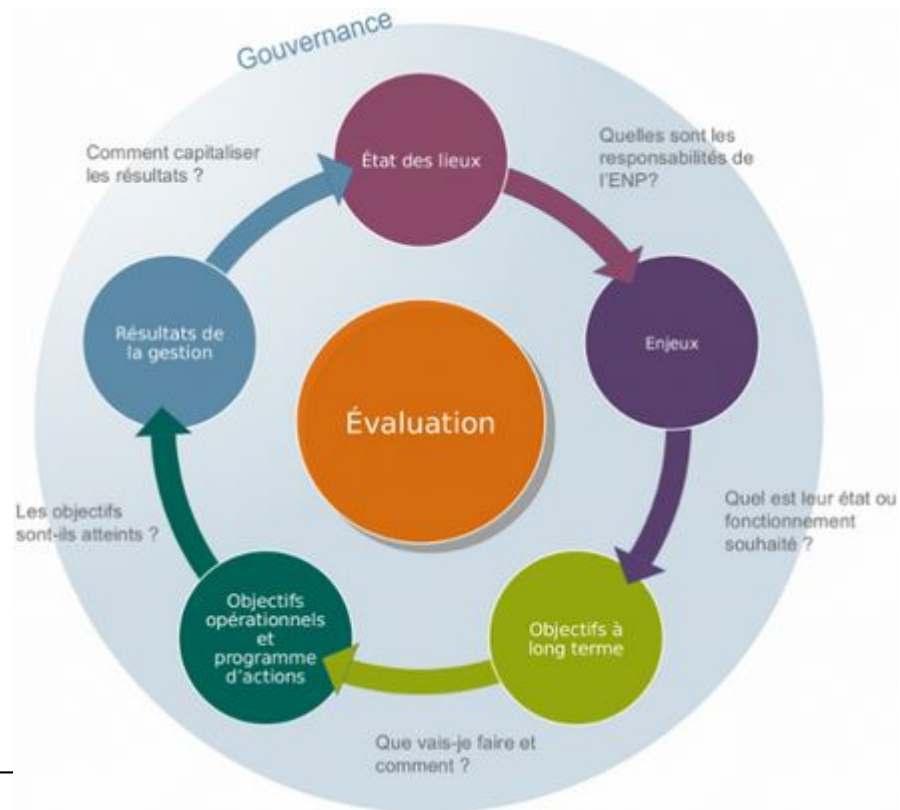 Gouvernance
État des lieux
Quelles sont les
responsabilités de
l'ENP?
Enjeux
Quel est leur état ou
fonctionnement
souhaité ?
Objectifs à
long terme
Que vais-je faire et
comment ?
Objectifs
opérationnels
et
programme
d'actions
Les objectifs
sont-ils atteints ?
Résultats de
la gestion
Comment capitaliser
les résultats ?
Évaluation